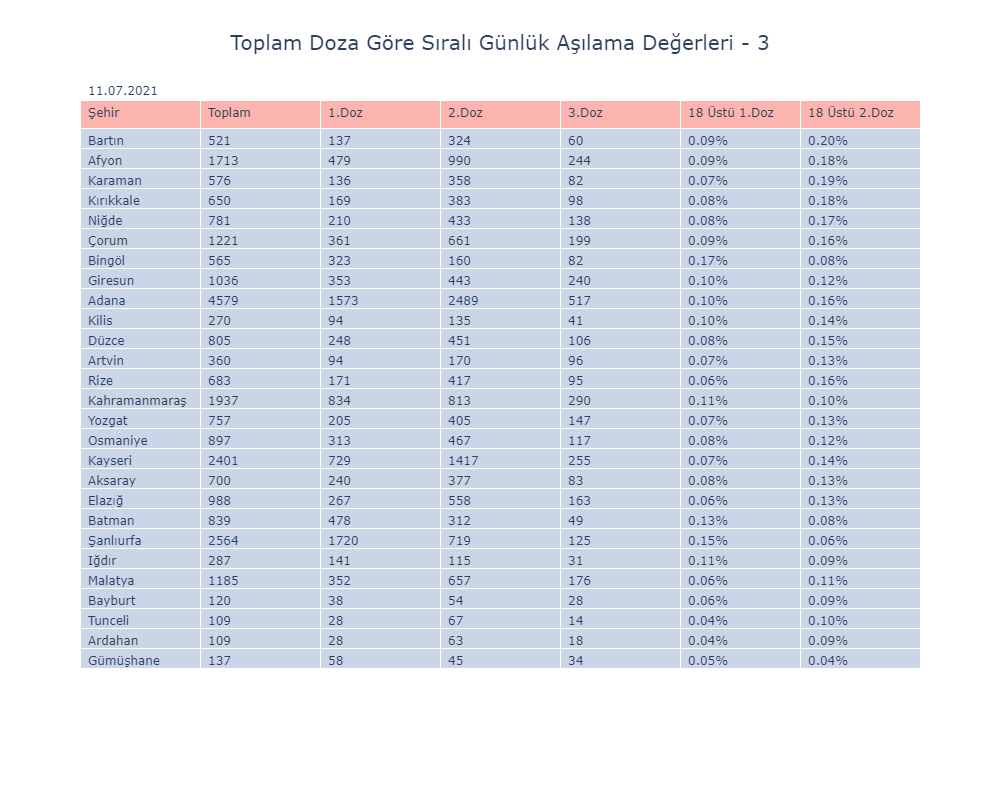 Toplam Doza Göre Sıralı Günlük Aşılama Değerleri - 3
11.07.2021
Şehir Toplam 1.Doz 2.Doz 3.Doz 18 Üstü 1.Doz 18 Üstü 2.Doz
Bartın 521 137 324 60 0.09% 0.20%
Afyon 1713 479 990 244 0.09% 0.18%
Karaman 576 136 358 82 0.07% 0.19%
Kırıkkale 650 169 383 98 0.08% 0.18%
Niğde 781 210 433 138 0.08% 0.17%
Çorum 1221 361 661 199 0.09% 0.16%
Bingöl 565 323 160 82 0.17% 0.08%
Giresun 1036 353 443 240 0.10% 0.12%
Adana 4579 1573 2489 517 0.10% 0.16%
Kilis 270 94 135 41 0.10% 0.14%
Düzce 805 248 451 106 0.08% 0.15%
Artvin 360 94 170 96 0.07% 0.13%
Rize 683 171 417 95 0.06% 0.16%
Kahramanmaraş 1937 834 813 290 0.11% 0.10%
Yozgat 757 205 405 147 0.07% 0.13%
Osmaniye 897 313 467 117 0.08% 0.12%
Kayseri 2401 729 1417 255 0.07% 0.14%
Aksaray 700 240 377 83 0.08% 0.13%
Elazığ 988 267 558 163 0.06% 0.13%
Batman 839 478 312 49 0.13% 0.08%
Şanlıurfa 2564 1720 719 125 0.15% 0.06%
Iğdır 287 141 115 31 0.11% 0.09%
Malatya 1185 352 657 176 0.06% 0.11%
Bayburt 120 38 54 28 0.06% 0.09%
Tunceli 109 28 67 14 0.04% 0.10%
Ardahan 109 28 63 18 0.04% 0.09%
Gümüşhane 137 58 45 34 0.05% 0.04%